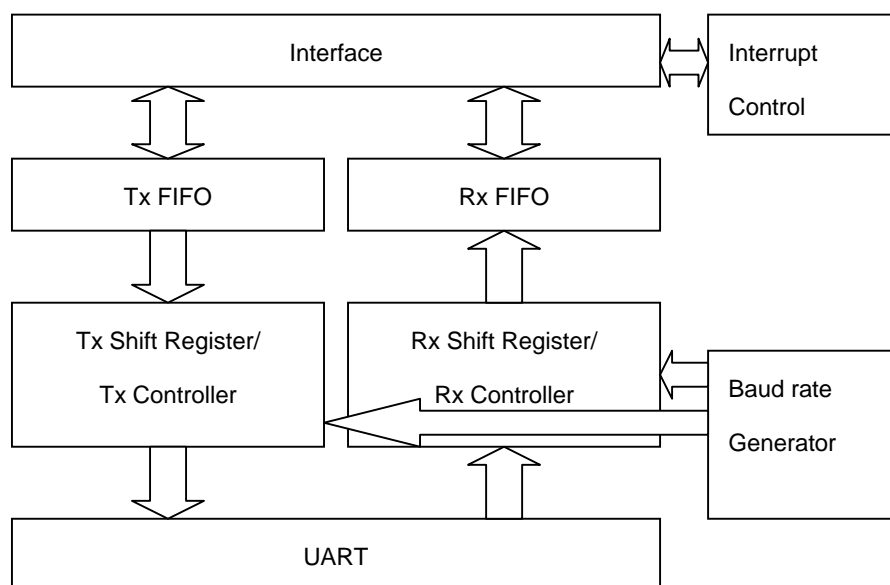 Interface
Interrupt
Control
Tx FIFO
Rx FIFO
Tx Shift Register/
Tx Controller
Rx Shift Register/
Rx Controller
Baud rate
Generator
UART